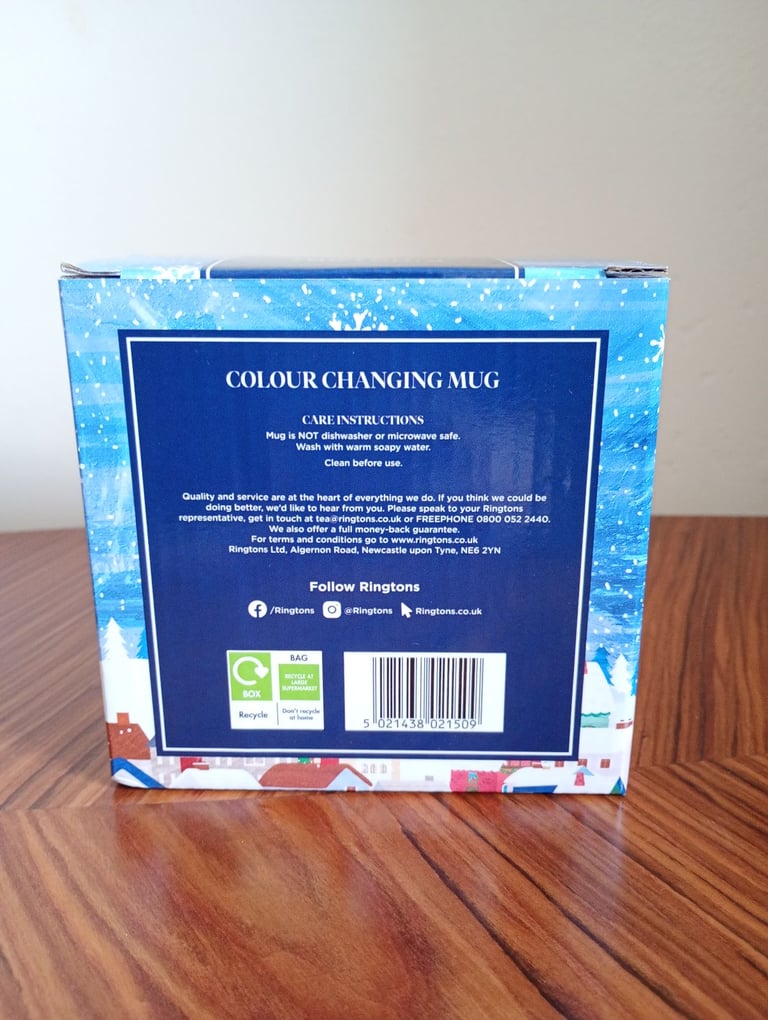 COLOUR CHANGING MUG
CARE INSTRUCTIONS
Mug is NOT dishwasher or microwave safe.
Wash with warm soapy water.
Clean before use.
Quality and service are at the heart of everything we do. If you think we could be
doing better, we'd like to hear from you. Please speak to your Ringtons
representative, get in touch at tea@ringtons.co.uk or FREEPHONE 0800 052 2440.
We also offer a full money-back guarantee.
For terms and conditions go to www.ringtons.co.uk
Ringtons Ltd, Algernon Road, Newcastle upon Tyne, NE6 2YN
Follow Ringtons
/Ringtons @Ringtons Ringtons.co.uk
BOX
Recycle
BAG
RECYCLE AT
LARGE
SUPERMARKET
Don't recycle
at home
5 021438 021509